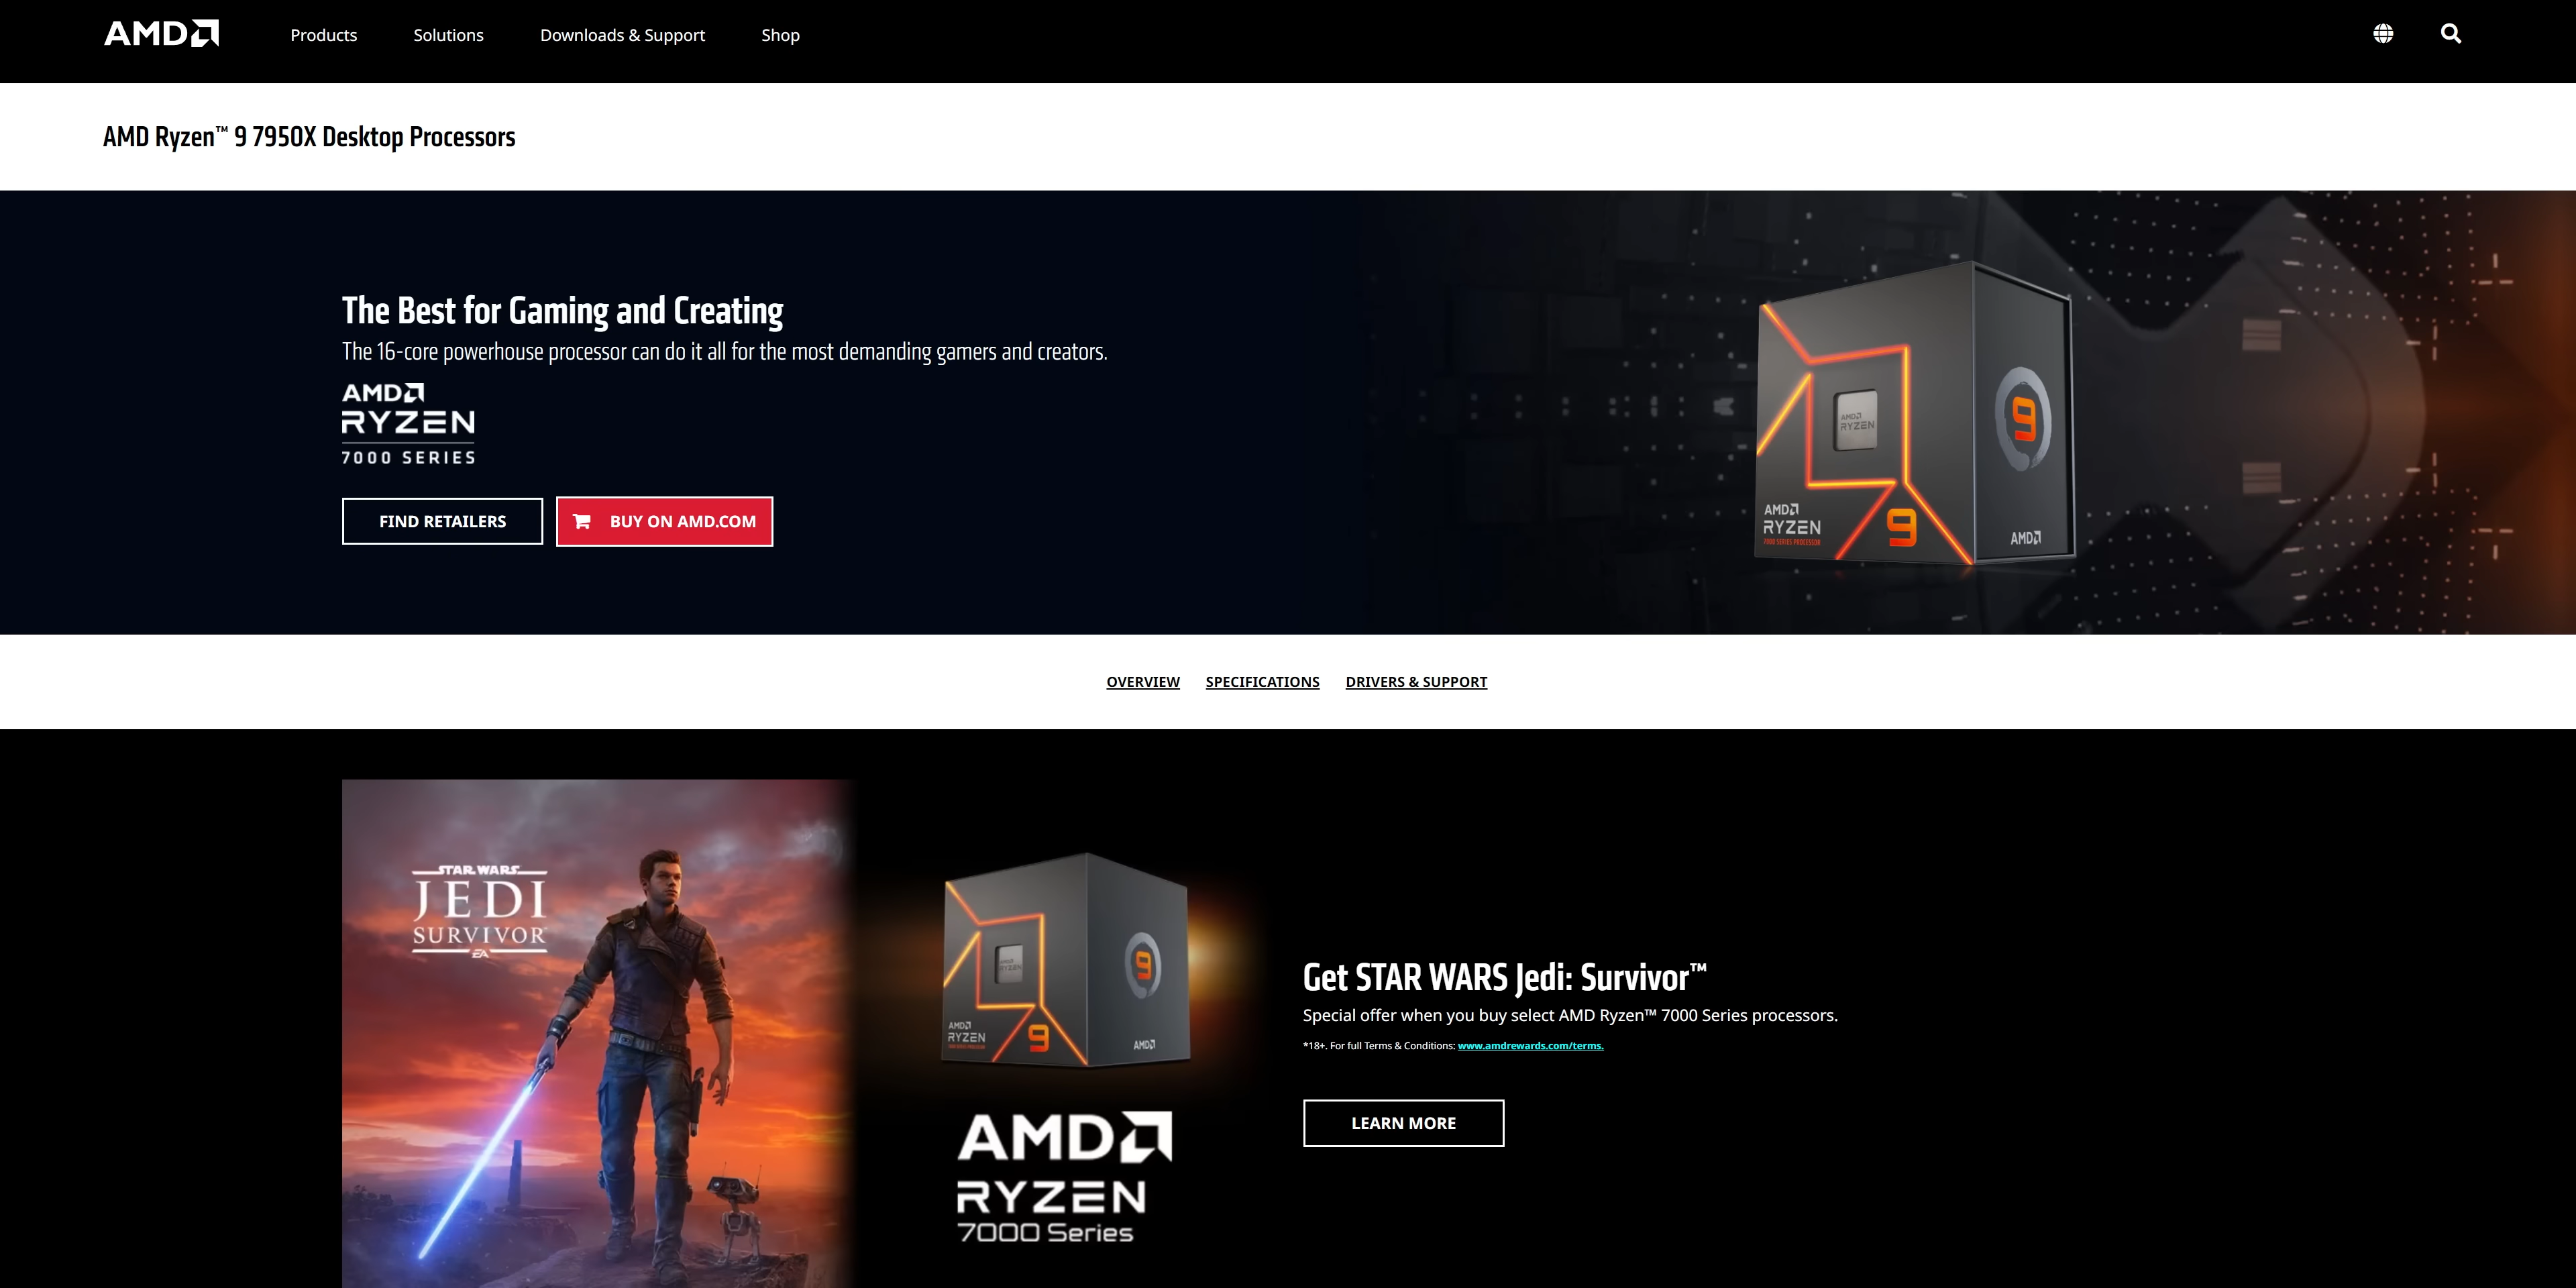 AMD
Products
Solutions
Downloads & Support
Shop
AMD Ryzen™ 9 7950X Desktop Processors
The Best for Gaming and Creating
The 16-core powerhouse processor can do it all for the most demanding gamers and creators.
AMD
RYZEN
7000 SERIES
FIND RETAILERS
BUY ON AMD.COM
AMD
RYZEN
9
AMD
RYZEN
7000 SERIES PROCESSOR
9
AMD
OVERVIEW
SPECIFICATIONS
DRIVERS & SUPPORT
STAR WARS
JEDI
SURVIVOR
EA
AMD
RYZEN
9
AMD
RYZEN
9
AMD
AMD
RYZEN
7000 Series
Get STAR WARS Jedi: Survivor™
Special offer when you buy select AMD Ryzen™ 7000 Series processors.
*18+. For full Terms & Conditions: www.amdrewards.com/terms.
LEARN MORE